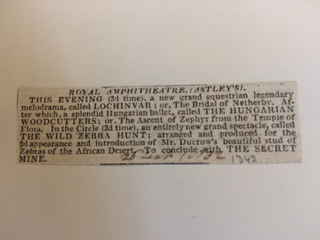 ROYAL AMPHITHEATRE, (ASTLEY'S).
THIS EVENING (3d time), a new grand equestrian legendary
melodrama, called LOCHINVAR; or, The Bridal of Netherby. Af-
ter which, a splendid Hungarian ballet, called THE HUNGARIAN
WOODCUTTERS; or, The Ascent of Zephyr from the Temple of
Flora. In the Circle (3d time), an entirely new grand spectacle, called
THE WILD ZEBRA HUNT; arranged and produced for the
2d appearance and introduction of Mr. Ducrow's beautiful stud of
Zebras of the African Desert. To conclude with THE SECRET
MINE.
1842.